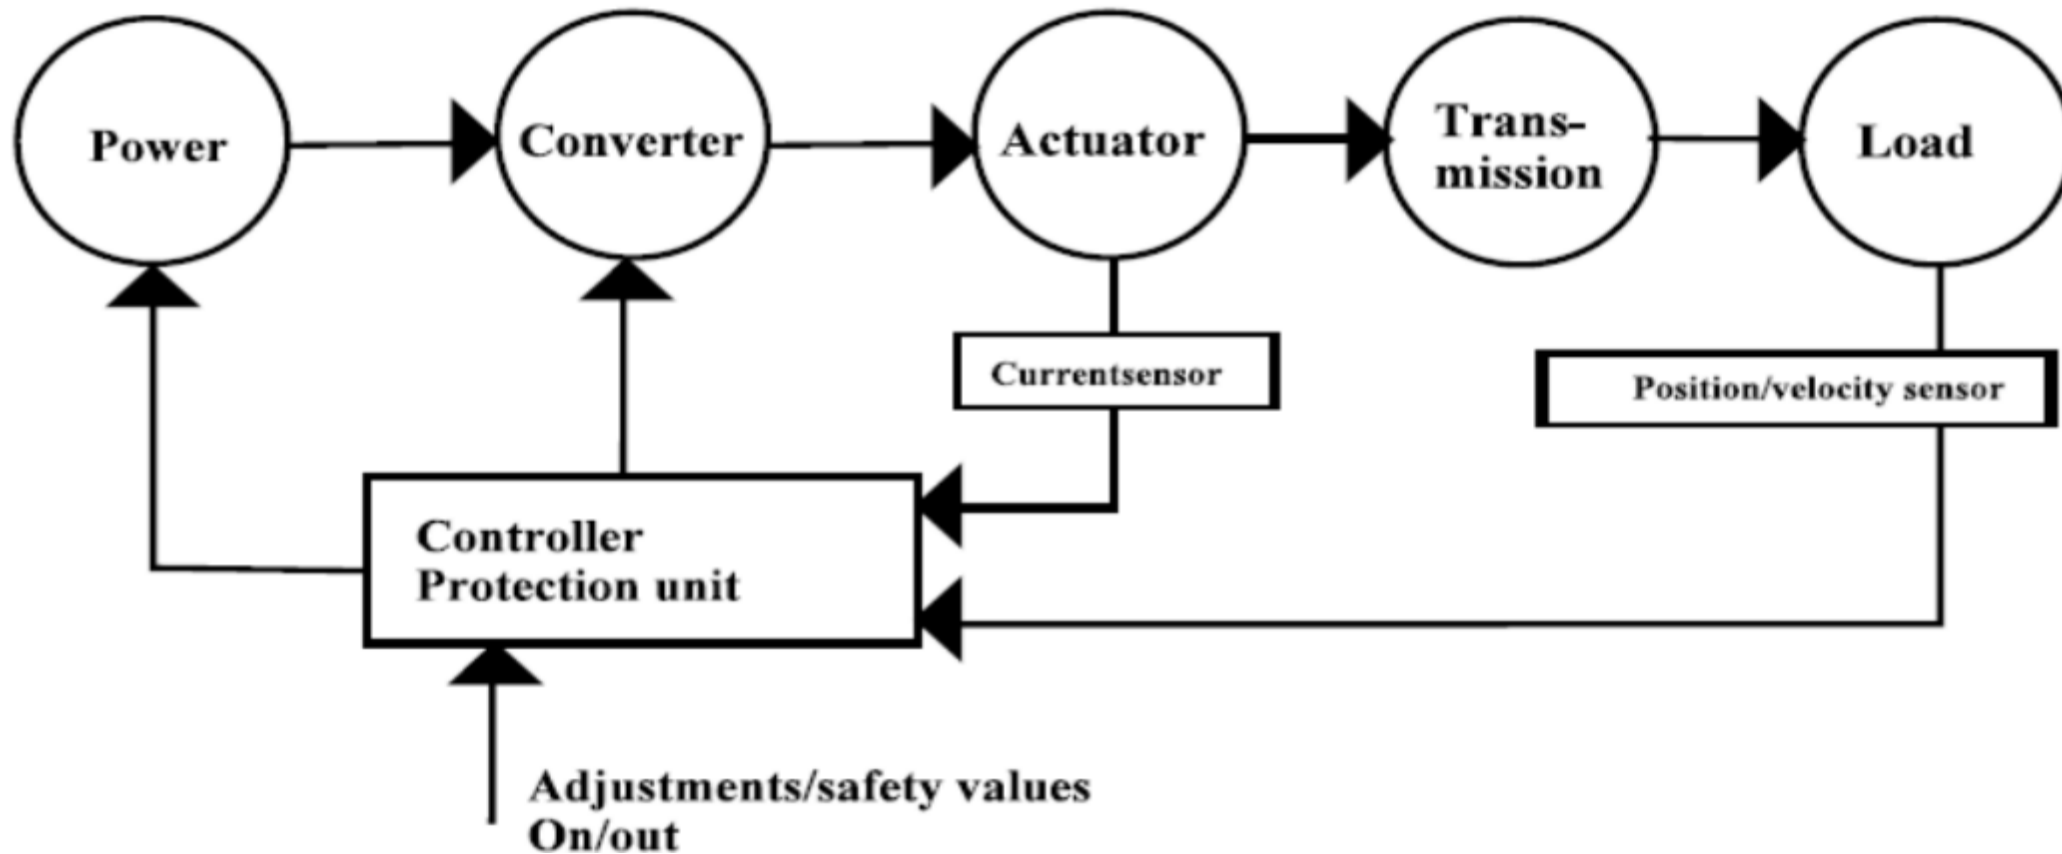 Power
Converter
Actuator
Trans-
mission
Load
Currentsensor
Position/velocity sensor
Controller
Protection unit
Adjustments/safety values
On/out